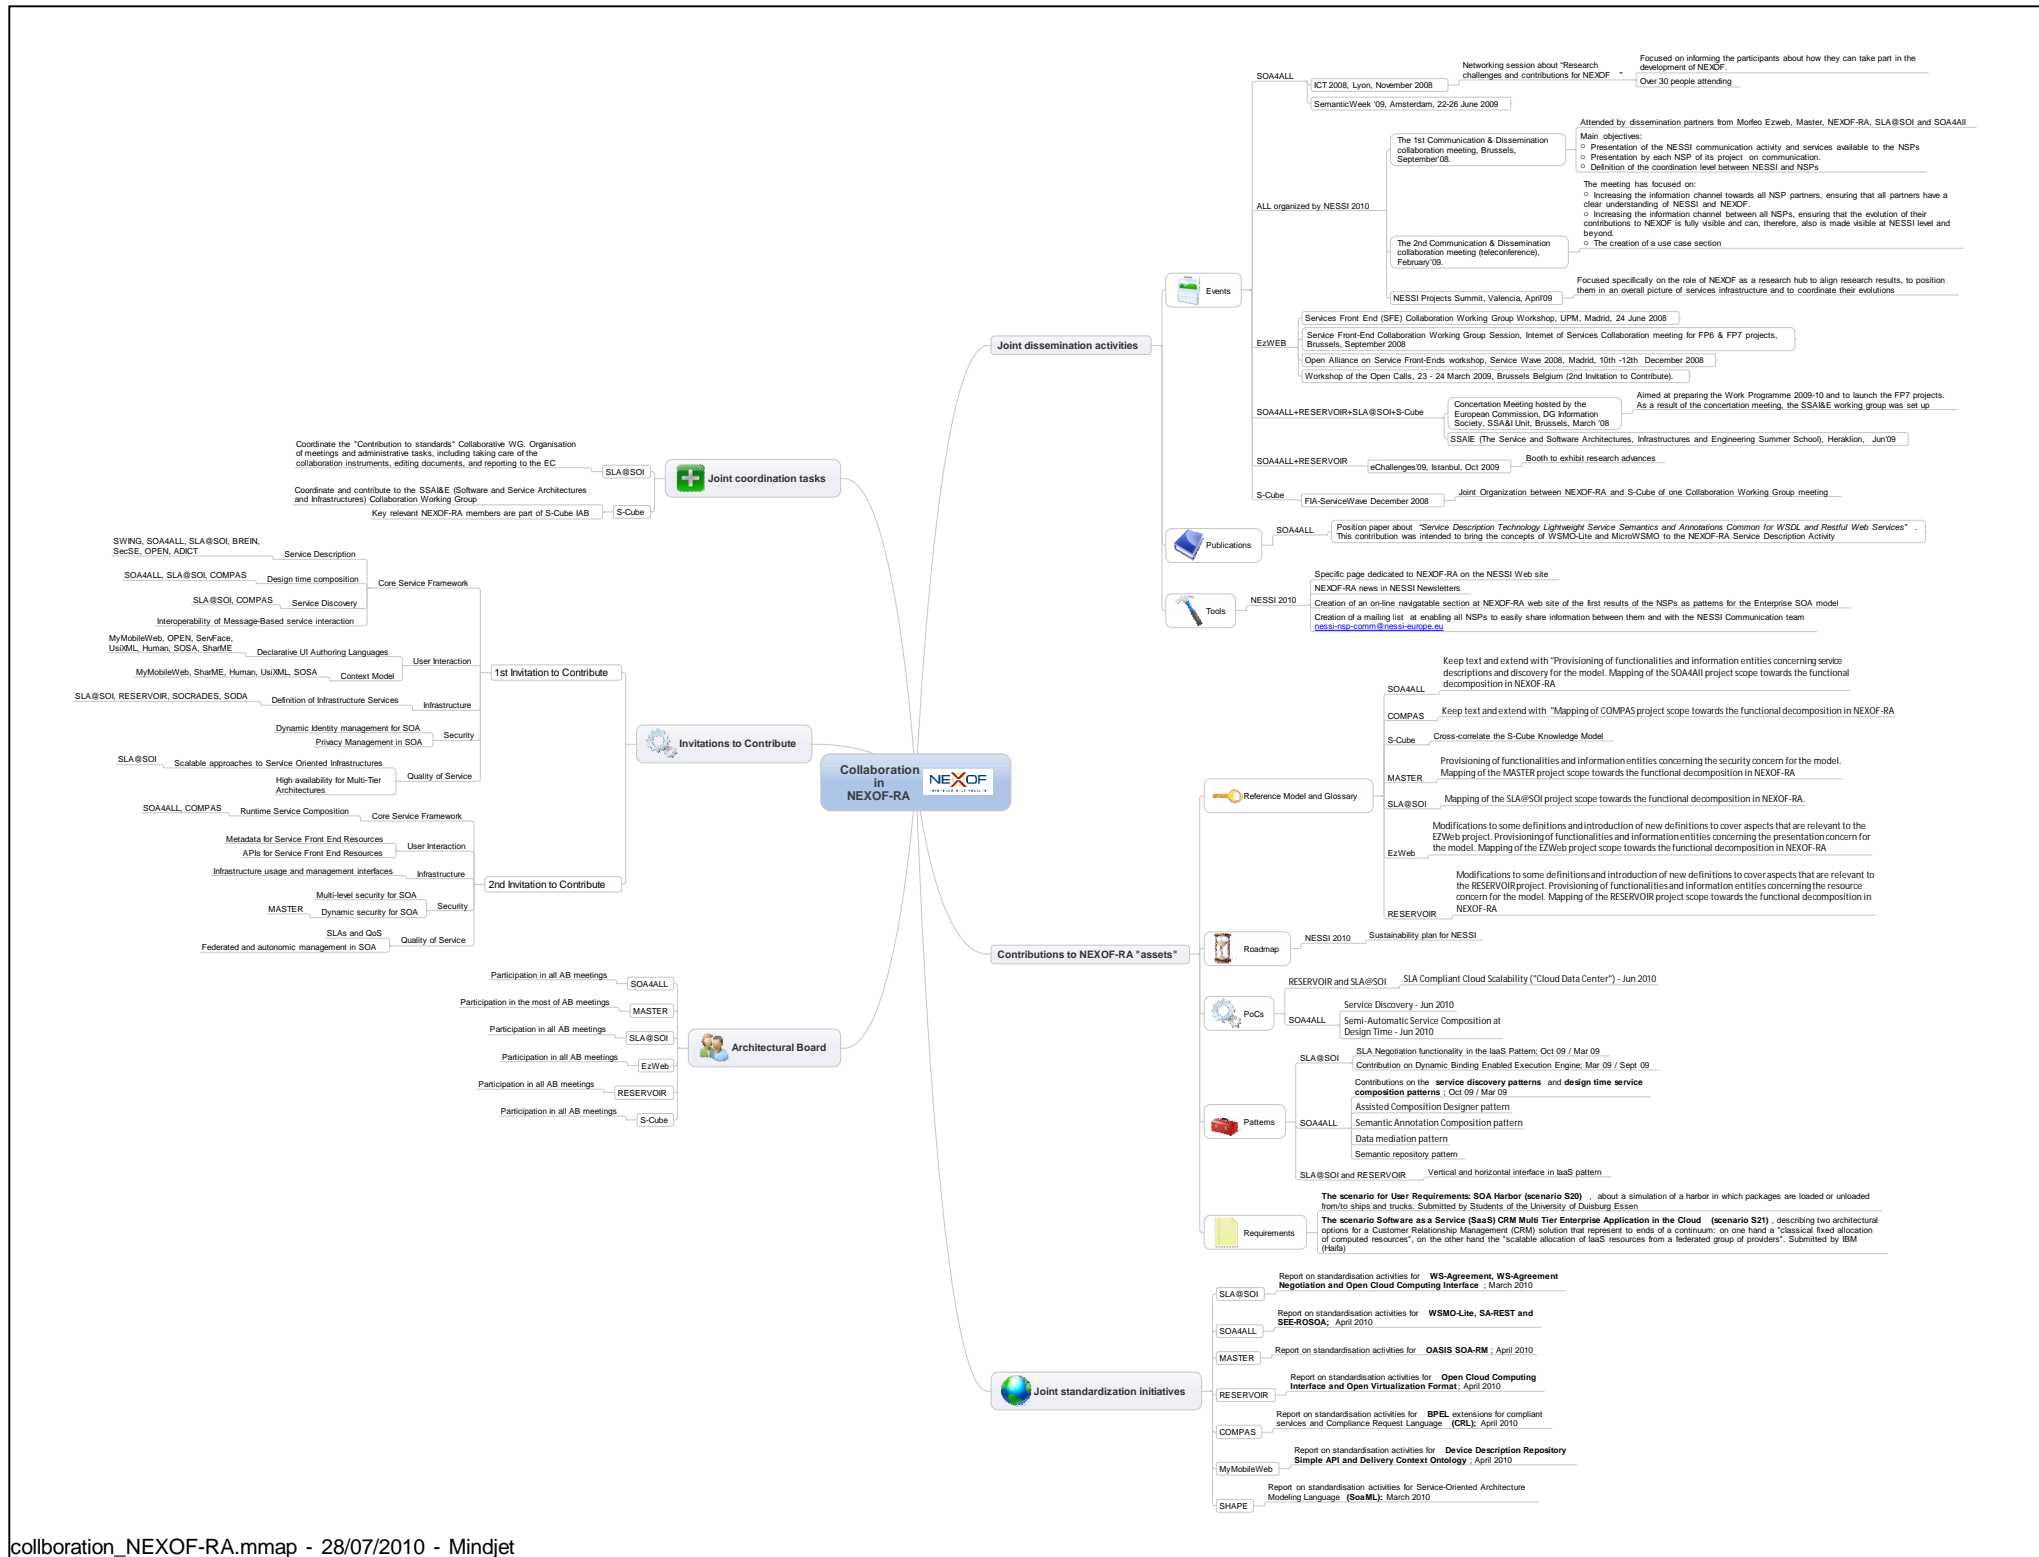 Collaboration
in
NEXOF-RA
NEXOF
Joint dissemination activities
Events
SOA4ALL
ICT 2008, Lyon, November 2008
Networking session about "Research
challenges and contributions for NEXOF "
Focused on informing the participants about how they can take part in the
development of NEXOF.
Over 30 people attending
SemanticWeek '09, Amsterdam, 22-26 June 2009
ALL organized by NESSI 2010
The 1st Communication & Dissemination
collaboration meeting, Brussels,
September'08.
Attended by dissemination partners from Morfeo Ezweb, Master, NEXOF-RA, SLA@SOI and SOA4All
Main objectives:
○ Presentation of the NESSI communication activity and services available to the NSPs
○ Presentation by each NSP of its project on communication.
○ Definition of the coordination level between NESSI and NSPs
The 2nd Communication & Dissemination
collaboration meeting (teleconference),
February'09.
The meeting has focused on:
○ Increasing the information channel towards all NSP partners, ensuring that all partners have a
clear understanding of NESSI and NEXOF.
○ Increasing the information channel between all NSPs, ensuring that the evolution of their
contributions to NEXOF is fully visible and can, therefore, also is made visible at NESSI level and
beyond.
○ The creation of a use case section
NESSI Projects Summit, Valencia, April'09
Focused specifically on the role of NEXOF as a research hub to align research results, to position
them in an overall picture of services infrastructure and to coordinate their evolutions
EzWEB
Services Front End (SFE) Collaboration Working Group Workshop, UPM, Madrid, 24 June 2008
Service Front-End Collaboration Working Group Session, Internet of Services Collaboration meeting for FP6 & FP7 projects,
Brussels, September 2008
Open Alliance on Service Front-Ends workshop, Service Wave 2008, Madrid, 10th -12th December 2008
Workshop of the Open Calls, 23 - 24 March 2009, Brussels Belgium (2nd Invitation to Contribute).
SOA4ALL+RESERVOIR+SLA@SOI+S-Cube
Concertation Meeting hosted by the
European Commission, DG Information
Society, SSA&I Unit, Brussels, March '08
Aimed at preparing the Work Programme 2009-10 and to launch the FP7 projects.
As a result of the concertation meeting, the SSAI&E working group was set up
SSAIE (The Service and Software Architectures, Infrastructures and Engineering Summer School), Heraklion, Jun'09
SOA4ALL+RESERVOIR
eChallenges'09, Istanbul, Oct 2009
Booth to exhibit research advances
S-Cube
FIA-ServiceWave December 2008
Joint Organization between NEXOF-RA and S-Cube of one Collaboration Working Group meeting
Publications
SOA4ALL
Position paper about "Service Description Technology Lightweight Service Semantics and Annotations Common for WSDL and Restful Web Services" .
This contribution was intended to bring the concepts of WSMO-Lite and MicroWSMO to the NEXOF-RA Service Description Activity
Tools
NESSI 2010
Specific page dedicated to NEXOF-RA on the NESSI Web site
NEXOF-RA news in NESSI Newsletters
Creation of an on-line navigatable section at NEXOF-RA web site of the first results of the NSPs as patterns for the Enterprise SOA model
Creation of a mailing list at enabling all NSPs to easily share information between them and with the NESSI Communication team
nessi-nsp-comm@nessi-europe.eu
Contributions to NEXOF-RA "assets"
Reference Model and Glossary
SOA4ALL
Keep text and extend with "Provisioning of functionalities and information entities concerning service
descriptions and discovery for the model. Mapping of the SOA4All project scope towards the functional
decomposition in NEXOF-RA
COMPAS
Keep text and extend with "Mapping of COMPAS project scope towards the functional decomposition in NEXOF-RA
S-Cube
Cross-correlate the S-Cube Knowledge Model
MASTER
Provisioning of functionalities and information entities concerning the security concern for the model.
Mapping of the MASTER project scope towards the functional decomposition in NEXOF-RA
SLA@SOI
Mapping of the SLA@SOI project scope towards the functional decomposition in NEXOF-RA.
EzWeb
Modifications to some definitions and introduction of new definitions to cover aspects that are relevant to the
EZWeb project. Provisioning of functionalities and information entities concerning the presentation concern for
the model. Mapping of the EZWeb project scope towards the functional decomposition in NEXOF-RA
RESERVOIR
Modifications to some definitions and introduction of new definitions to cover aspects that are relevant to
the RESERVOIR project. Provisioning of functionalities and information entities concerning the resource
concern for the model. Mapping of the RESERVOIR project scope towards the functional decomposition in
NEXOF-RA
Roadmap
NESSI 2010
Sustainability plan for NESSI
PoCs
RESERVOIR and SLA@SOI
SLA Compliant Cloud Scalability ("Cloud Data Center") - Jun 2010
SOA4ALL
Service Discovery - Jun 2010
Semi-Automatic Service Composition at
Design Time - Jun 2010
Patterns
SLA@SOI
SLA Negotiation functionality in the IaaS Pattern; Oct 09 / Mar 09
Contribution on Dynamic Binding Enabled Execution Engine; Mar 09 / Sept 09
SOA4ALL
Contributions on the service discovery patterns and design time service
composition patterns ; Oct 09 / Mar 09
Assisted Composition Designer pattern
Semantic Annotation Composition pattern
Data mediation pattern
Semantic repository pattern
SLA@SOI and RESERVOIR
Vertical and horizontal interface in IaaS pattern
Requirements
The scenario for User Requirements: SOA Harbor (scenario S20) , about a simulation of a harbor in which packages are loaded or unloaded
from/to ships and trucks. Submitted by Students of the University of Duisburg Essen
The scenario Software as a Service (SaaS) CRM Multi Tier Enterprise Application in the Cloud (scenario S21) , describing two architectural
options for a Customer Relationship Management (CRM) solution that represent to ends of a continuum: on one hand a "classical fixed allocation
of computed resources", on the other hand the "scalable allocation of IaaS resources from a federated group of providers". Submitted by IBM
(Haifa)
Joint standardization initiatives
SLA@SOI
Report on standardisation activities for WS-Agreement, WS-Agreement
Negotiation and Open Cloud Computing Interface ; March 2010
SOA4ALL
Report on standardisation activities for WSMO-Lite, SA-REST and
SEE-ROSOA; April 2010
MASTER
Report on standardisation activities for OASIS SOA-RM ; April 2010
RESERVOIR
Report on standardisation activities for Open Cloud Computing
Interface and Open Virtualization Format ; April 2010
COMPAS
Report on standardisation activities for BPEL extensions for compliant
services and Compliance Request Language (CRL); April 2010
MyMobileWeb
Report on standardisation activities for Device Description Repository
Simple API and Delivery Context Ontology ; April 2010
SHAPE
Report on standardisation activities for Service-Oriented Architecture
Modeling Language (SoaML): March 2010
Joint coordination tasks
SLA@SOI
Coordinate the "Contribution to standards" Collaborative WG. Organisation
of meetings and administrative tasks, including taking care of the
collaboration instruments, editing documents, and reporting to the EC
S-Cube
Coordinate and contribute to the SSAI&E (Software and Service Architectures
and Infrastructures) Collaboration Working Group
Key relevant NEXOF-RA members are part of S-Cube IAB
Invitations to Contribute
1st Invitation to Contribute
Core Service Framework
Service Description
SWING, SOA4ALL, SLA@SOI, BREIN,
SecSE, OPEN, ADICT
Design time composition
SOA4ALL, SLA@SOI, COMPAS
Service Discovery
SLA@SOI, COMPAS
Interoperability of Message-Based service interaction
User Interaction
Declarative UI Authoring Languages
MyMobileWeb, OPEN, ServFace,
UsiXML, Human, SOSA, SharME
Context Model
MyMobileWeb, SharME, Human, UsiXML, SOSA
Infrastructure
Definition of Infrastructure Services
SLA@SOI, RESERVOIR, SOCRADES, SODA
Security
Dynamic Identity management for SOA
Privacy Management in SOA
Quality of Service
Scalable approaches to Service Oriented Infrastructures
SLA@SOI
High availability for Multi-Tier
Architectures
2nd Invitation to Contribute
Core Service Framework
Runtime Service Composition
SOA4ALL, COMPAS
User Interaction
Metadata for Service Front End Resources
APIs for Service Front End Resources
Infrastructure
Infrastructure usage and management interfaces
Security
Multi-level security for SOA
Dynamic security for SOA
MASTER
Quality of Service
SLAs and QoS
Federated and autonomic management in SOA
Architectural Board
SOA4ALL
Participation in all AB meetings
MASTER
Participation in the most of AB meetings
SLA@SOI
Participation in all AB meetings
EzWeb
Participation in all AB meetings
RESERVOIR
Participation in all AB meetings
S-Cube
Participation in all AB meetings
collboration_NEXOF-RA.mmap - 28/07/2010 - Mindjet